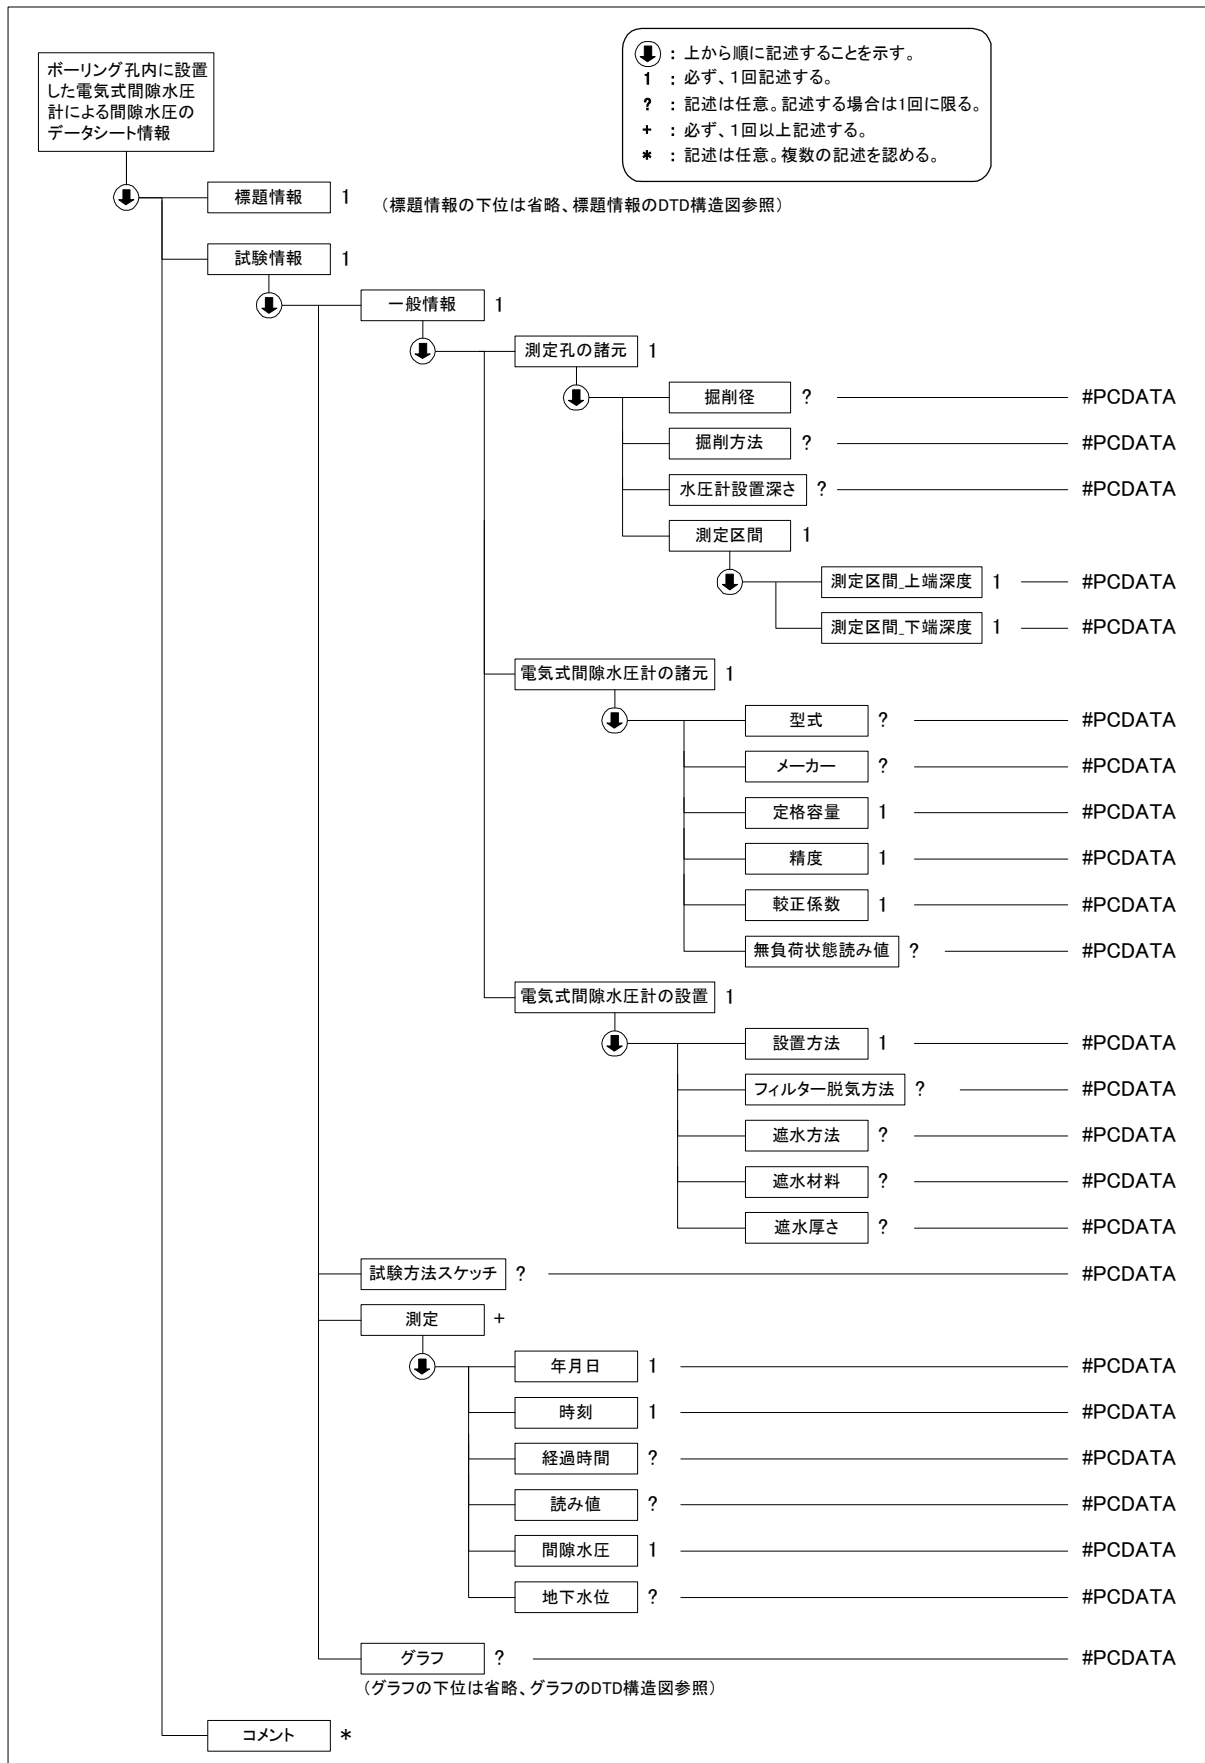 ボーリング孔内に設置
した電気式間隙水圧
計による間隙水圧の
データシート情報
: 上から順に記述することを示す。
1 : 必ず、1回記述する。
? : 記述は任意。記述する場合は1回に限る。
+ : 必ず、1回以上記述する。
* : 記述は任意。複数の記述を認める。
標題情報 1 (標題情報の下位は省略、標題情報のDTD構造図参照)
試験情報 1
一般情報 1
測定孔の諸元 1
掘削径 ? #PCDATA
掘削方法 ? #PCDATA
水圧計設置深さ ? #PCDATA
測定区間 1
測定区間_上端深度 1 #PCDATA
測定区間_下端深度 1 #PCDATA
電気式間隙水圧計の諸元 1
型式 ? #PCDATA
メーカー ? #PCDATA
定格容量 1 #PCDATA
精度 1 #PCDATA
較正係数 1 #PCDATA
無負荷状態読み値 ? #PCDATA
電気式間隙水圧計の設置 1
設置方法 1 #PCDATA
フィルター脱気方法 ? #PCDATA
遮水方法 ? #PCDATA
遮水材料 ? #PCDATA
遮水厚さ ? #PCDATA
試験方法スケッチ ? #PCDATA
測定 +
年月日 1 #PCDATA
時刻 1 #PCDATA
経過時間 ? #PCDATA
読み値 ? #PCDATA
間隙水圧 1 #PCDATA
地下水位 ? #PCDATA
グラフ ? #PCDATA
(グラフの下位は省略、グラフのDTD構造図参照)
コメント *